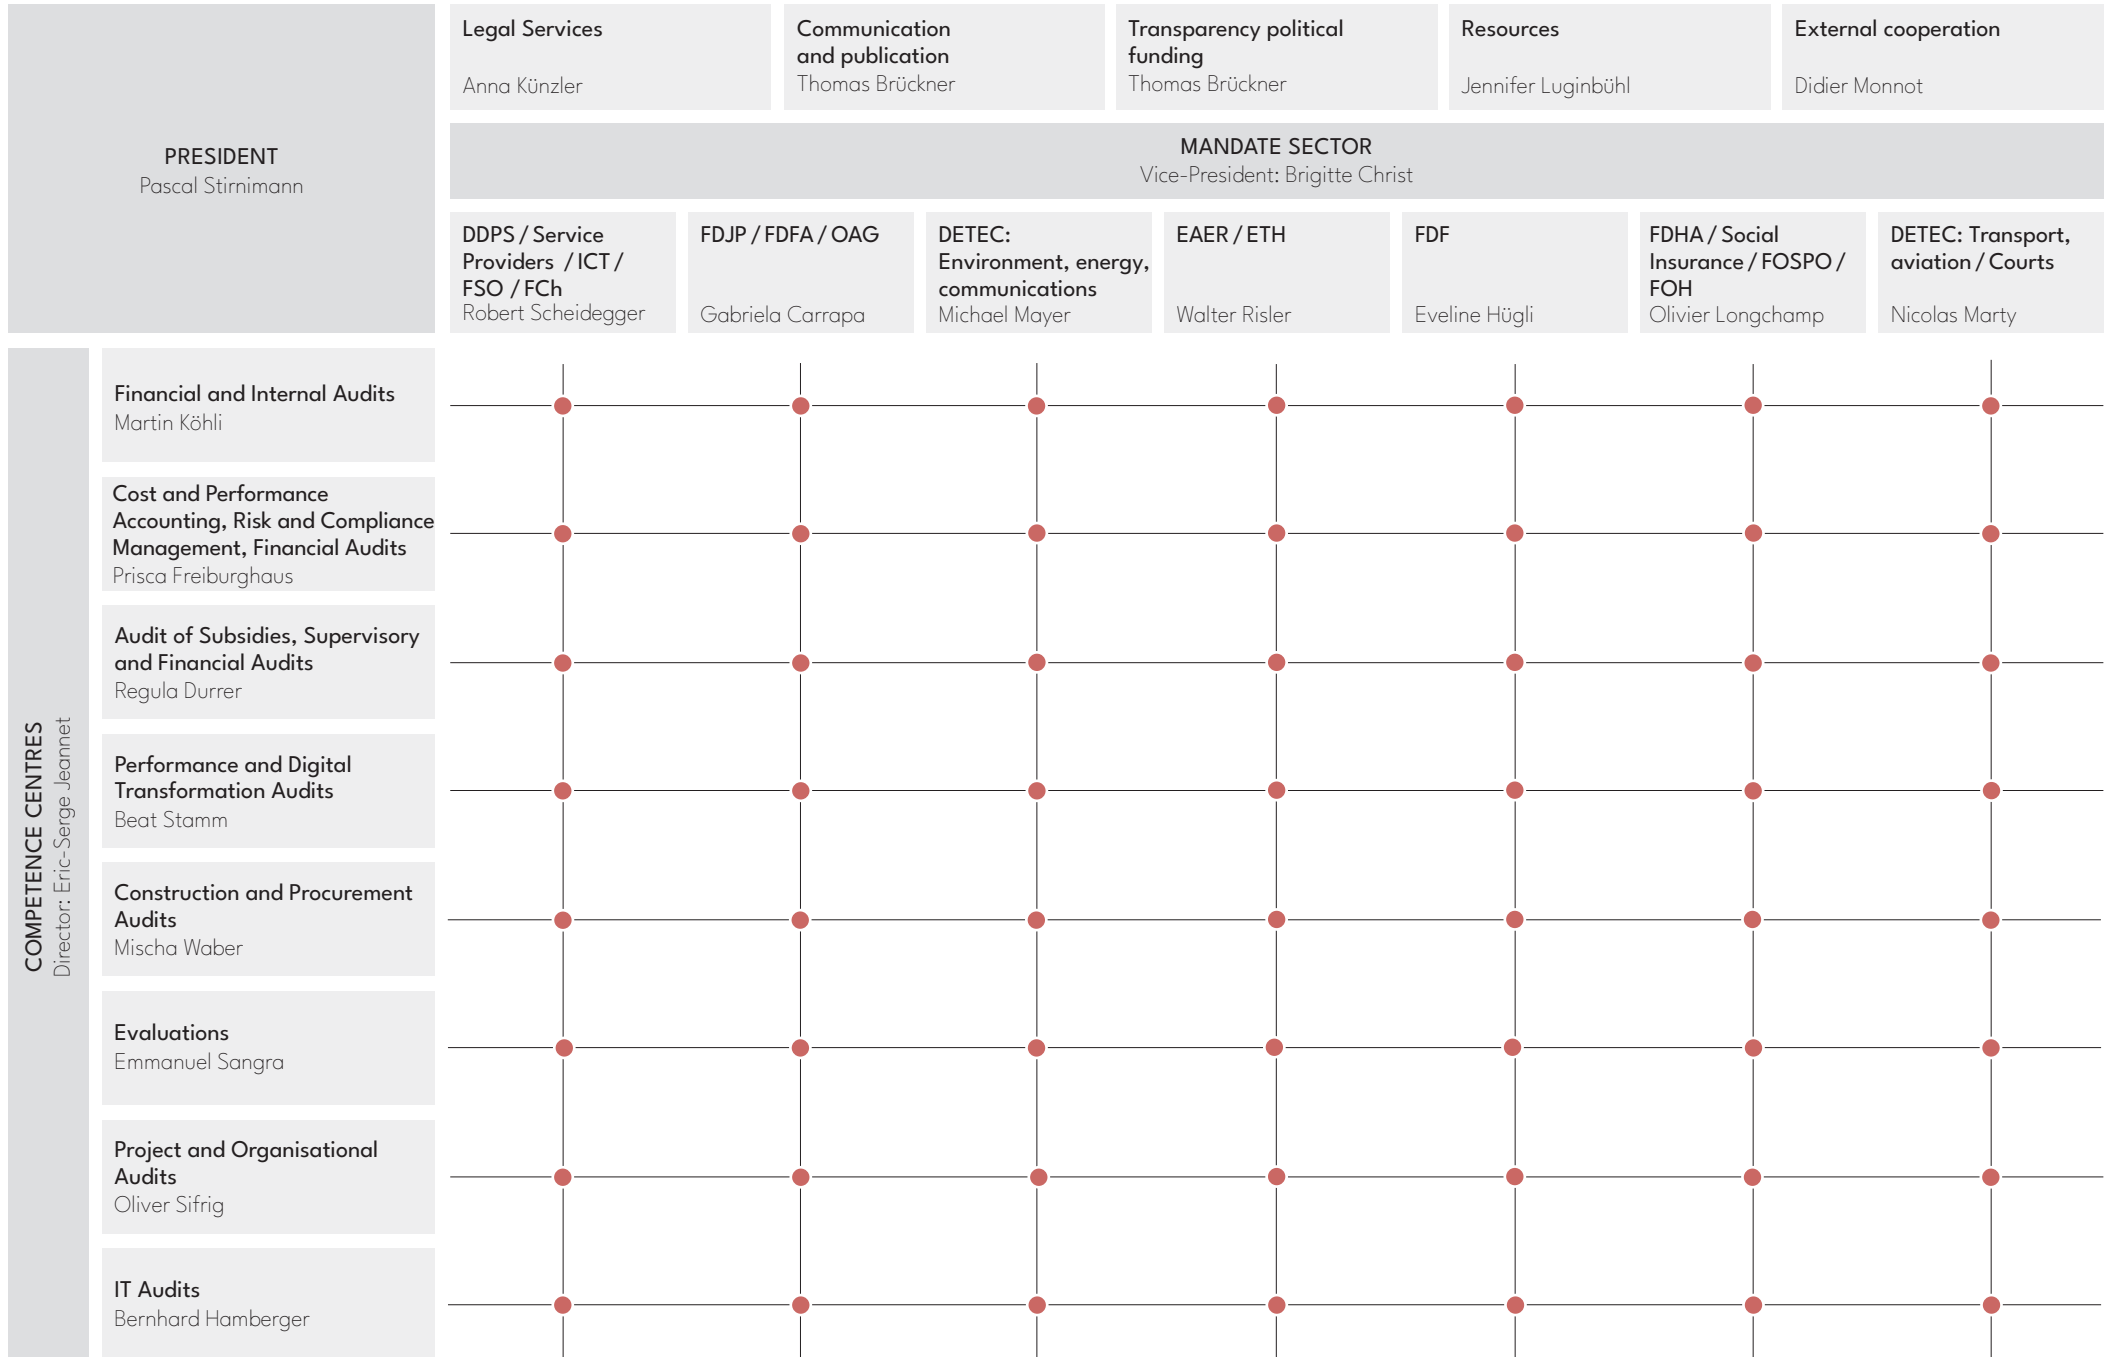 Legal Services
Anna Künzler
Communication
and publication
Thomas Brückner
Transparency political
funding
Thomas Brückner
Resources
Jennifer Luginbühl
External cooperation
Didier Monnot
PRESIDENT
Pascal Stirnimann
MANDATE SECTOR
Vice-President: Brigitte Christ
DDPS / Service
Providers / ICT /
FSO / FCh
Robert Scheidegger
FDJP / FDFA / OAG
Gabriela Carrapa
DETEC:
Environment, energy,
communications
Michael Mayer
EAER / ETH
Walter Risler
FDF
Eveline Hügli
FDHA / Social
Insurance / FOSPO /
FOH
Olivier Longchamp
DETEC: Transport,
aviation / Courts
Nicolas Marty
COMPETENCE CENTRES
Director: Eric-Serge Jeannet
Financial and Internal Audits
Martin Köhli
Cost and Performance
Accounting, Risk and Compliance
Management, Financial Audits
Prisca Freiburghaus
Audit of Subsidies, Supervisory
and Financial Audits
Regula Durrer
Performance and Digital
Transformation Audits
Beat Stamm
Construction and Procurement
Audits
Mischa Waber
Evaluations
Emmanuel Sangra
Project and Organisational
Audits
Oliver Sifrig
IT Audits
Bernhard Hamberger